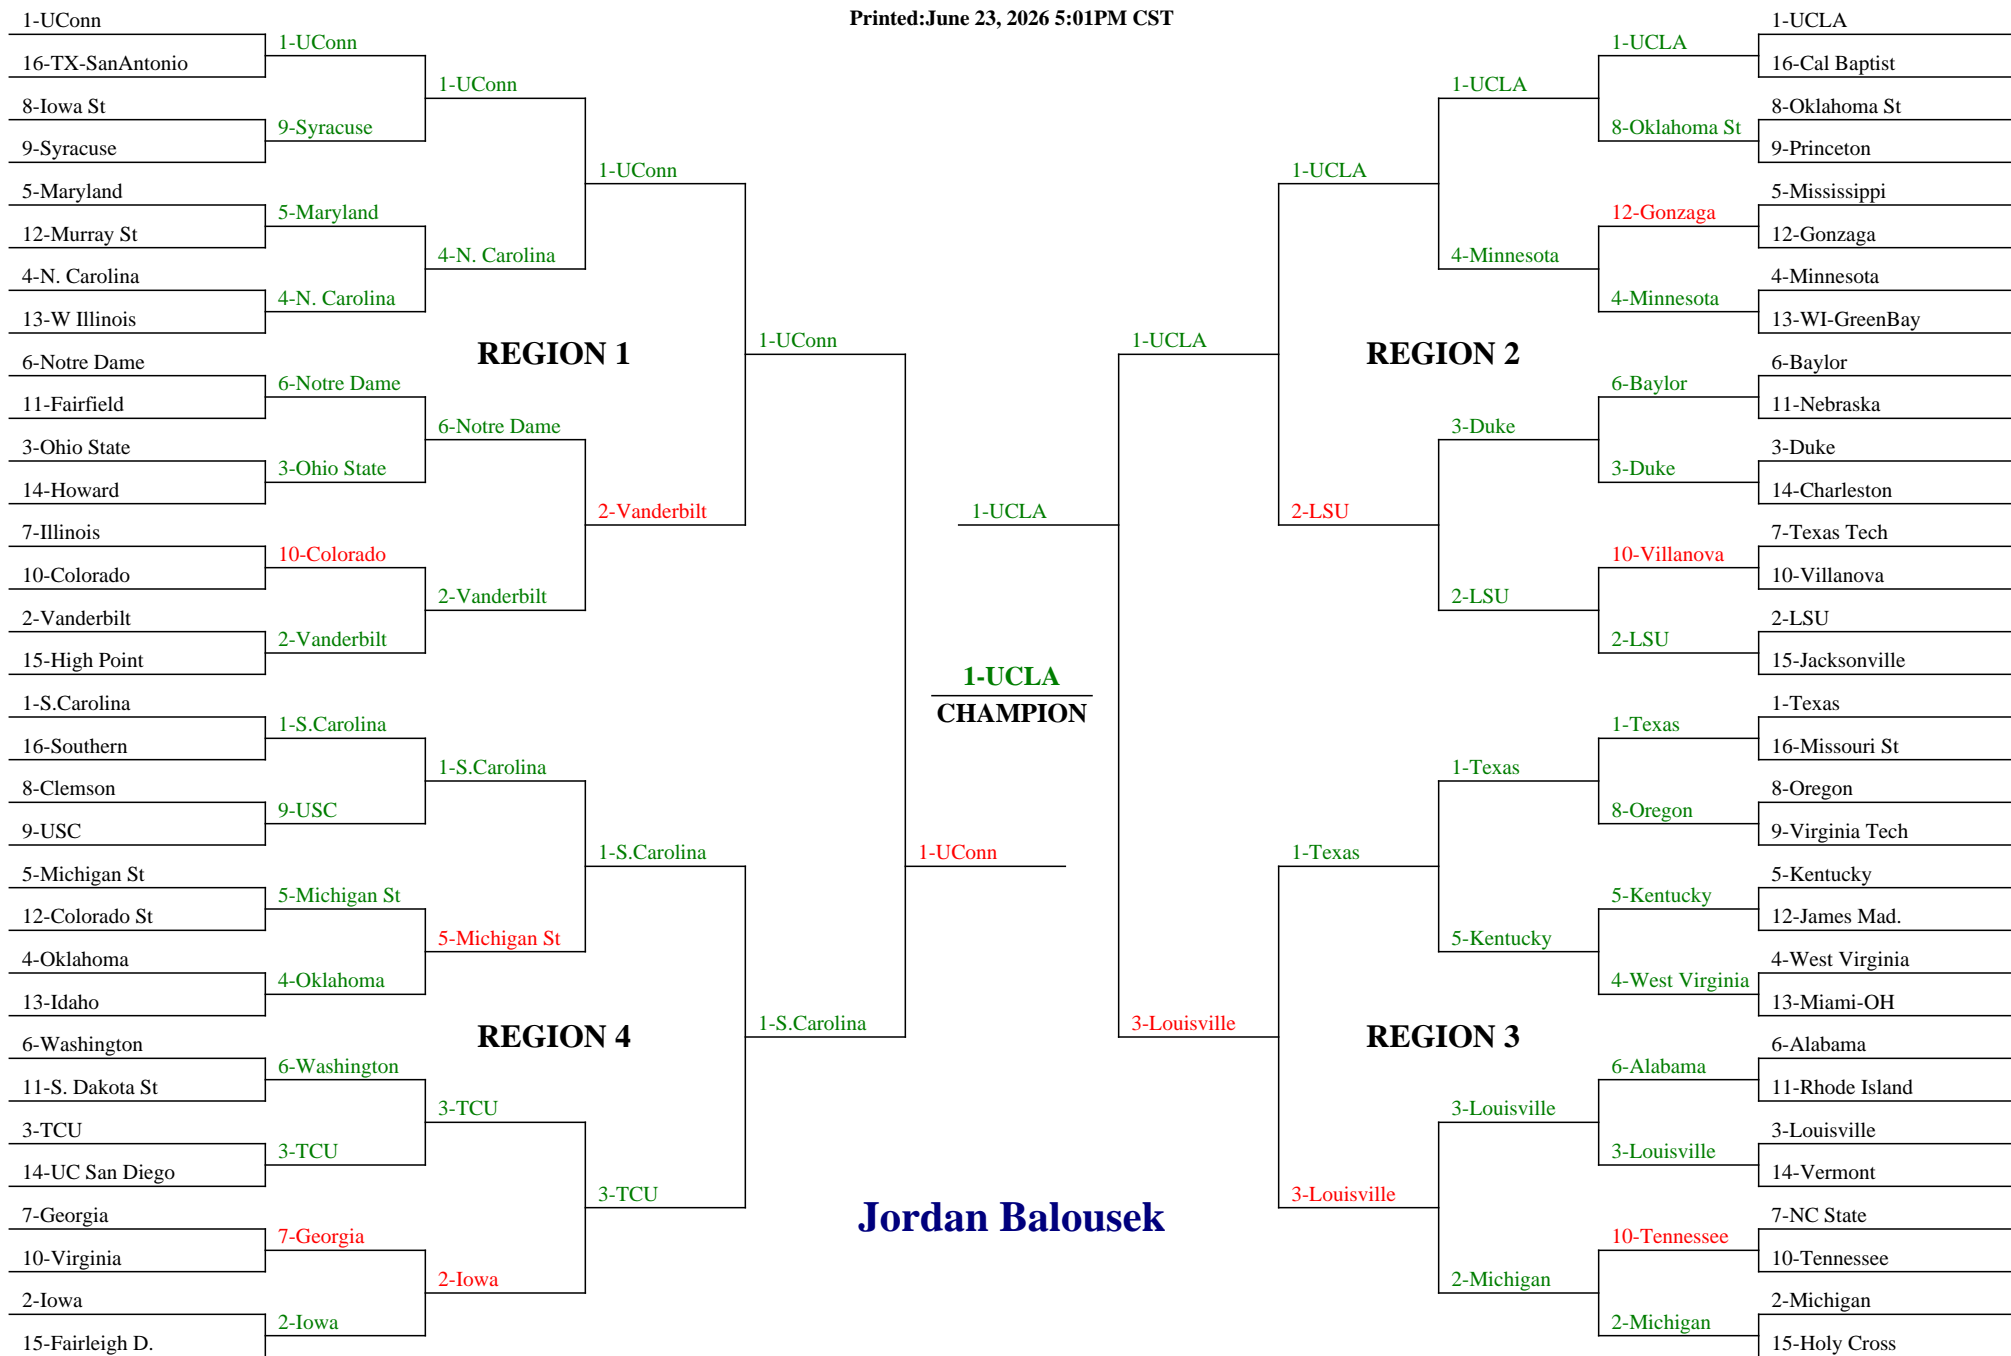 Printed:June 23, 2026 5:01PM CST
1-UConn
16-TX-SanAntonio
8-Iowa St
9-Syracuse
5-Maryland
12-Murray St
4-N. Carolina
13-W Illinois
6-Notre Dame
11-Fairfield
3-Ohio State
14-Howard
7-Illinois
10-Colorado
2-Vanderbilt
15-High Point
1-S.Carolina
16-Southern
8-Clemson
9-USC
5-Michigan St
12-Colorado St
4-Oklahoma
13-Idaho
6-Washington
11-S. Dakota St
3-TCU
14-UC San Diego
7-Georgia
10-Virginia
2-Iowa
15-Fairleigh D.
1-UConn
9-Syracuse
5-Maryland
4-N. Carolina
6-Notre Dame
3-Ohio State
10-Colorado
2-Vanderbilt
1-S.Carolina
9-USC
5-Michigan St
4-Oklahoma
6-Washington
3-TCU
7-Georgia
2-Iowa
1-UConn
4-N. Carolina
6-Notre Dame
2-Vanderbilt
1-S.Carolina
5-Michigan St
3-TCU
2-Iowa
REGION 1
REGION 4
1-UConn
2-Vanderbilt
1-S.Carolina
3-TCU
1-UConn
1-S.Carolina
1-UConn
1-UCLA
1-UCLA
CHAMPION
Jordan Balousek
1-UCLA
3-Louisville
1-UCLA
2-LSU
1-Texas
3-Louisville
REGION 2
REGION 3
1-UCLA
4-Minnesota
3-Duke
2-LSU
1-Texas
5-Kentucky
3-Louisville
2-Michigan
1-UCLA
8-Oklahoma St
12-Gonzaga
4-Minnesota
6-Baylor
3-Duke
10-Villanova
2-LSU
1-Texas
8-Oregon
5-Kentucky
4-West Virginia
6-Alabama
3-Louisville
10-Tennessee
2-Michigan
1-UCLA
16-Cal Baptist
8-Oklahoma St
9-Princeton
5-Mississippi
12-Gonzaga
4-Minnesota
13-WI-GreenBay
6-Baylor
11-Nebraska
3-Duke
14-Charleston
7-Texas Tech
10-Villanova
2-LSU
15-Jacksonville
1-Texas
16-Missouri St
8-Oregon
9-Virginia Tech
5-Kentucky
12-James Mad.
4-West Virginia
13-Miami-OH
6-Alabama
11-Rhode Island
3-Louisville
14-Vermont
7-NC State
10-Tennessee
2-Michigan
15-Holy Cross